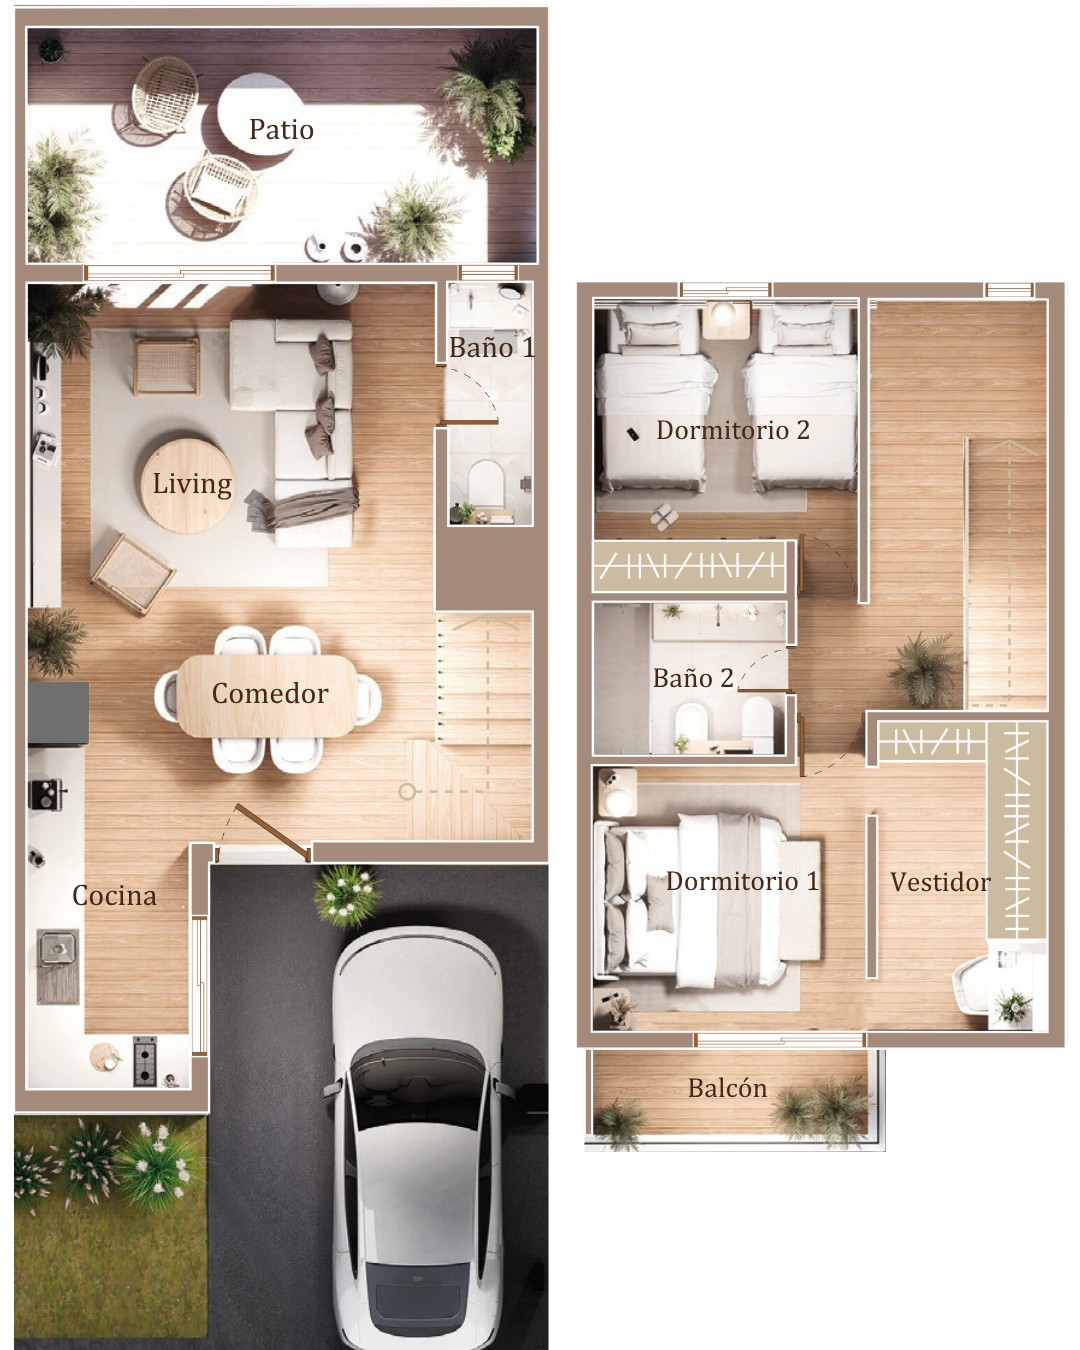 Patio
Baño 1
Living
Comedor
Cocina
Dormitorio 2
Baño 2
Dormitorio 1
Vestidor
Balcón